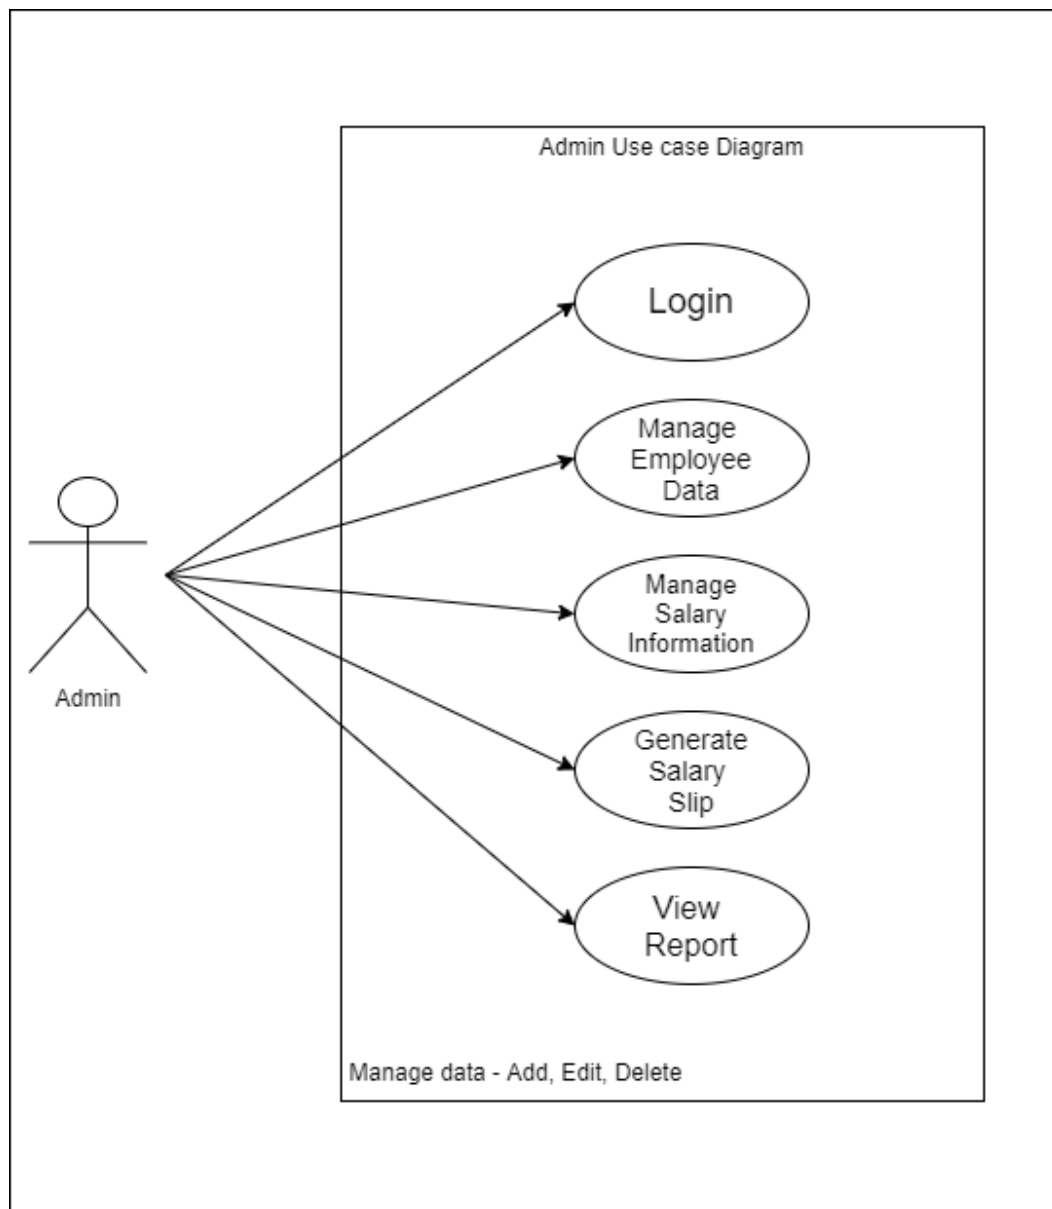 Admin Use case Diagram
Login
Manage
Employee
Data
Manage
Salary
Information
Generate
Salary
Slip
View
Report
Admin
Manage data - Add, Edit, Delete